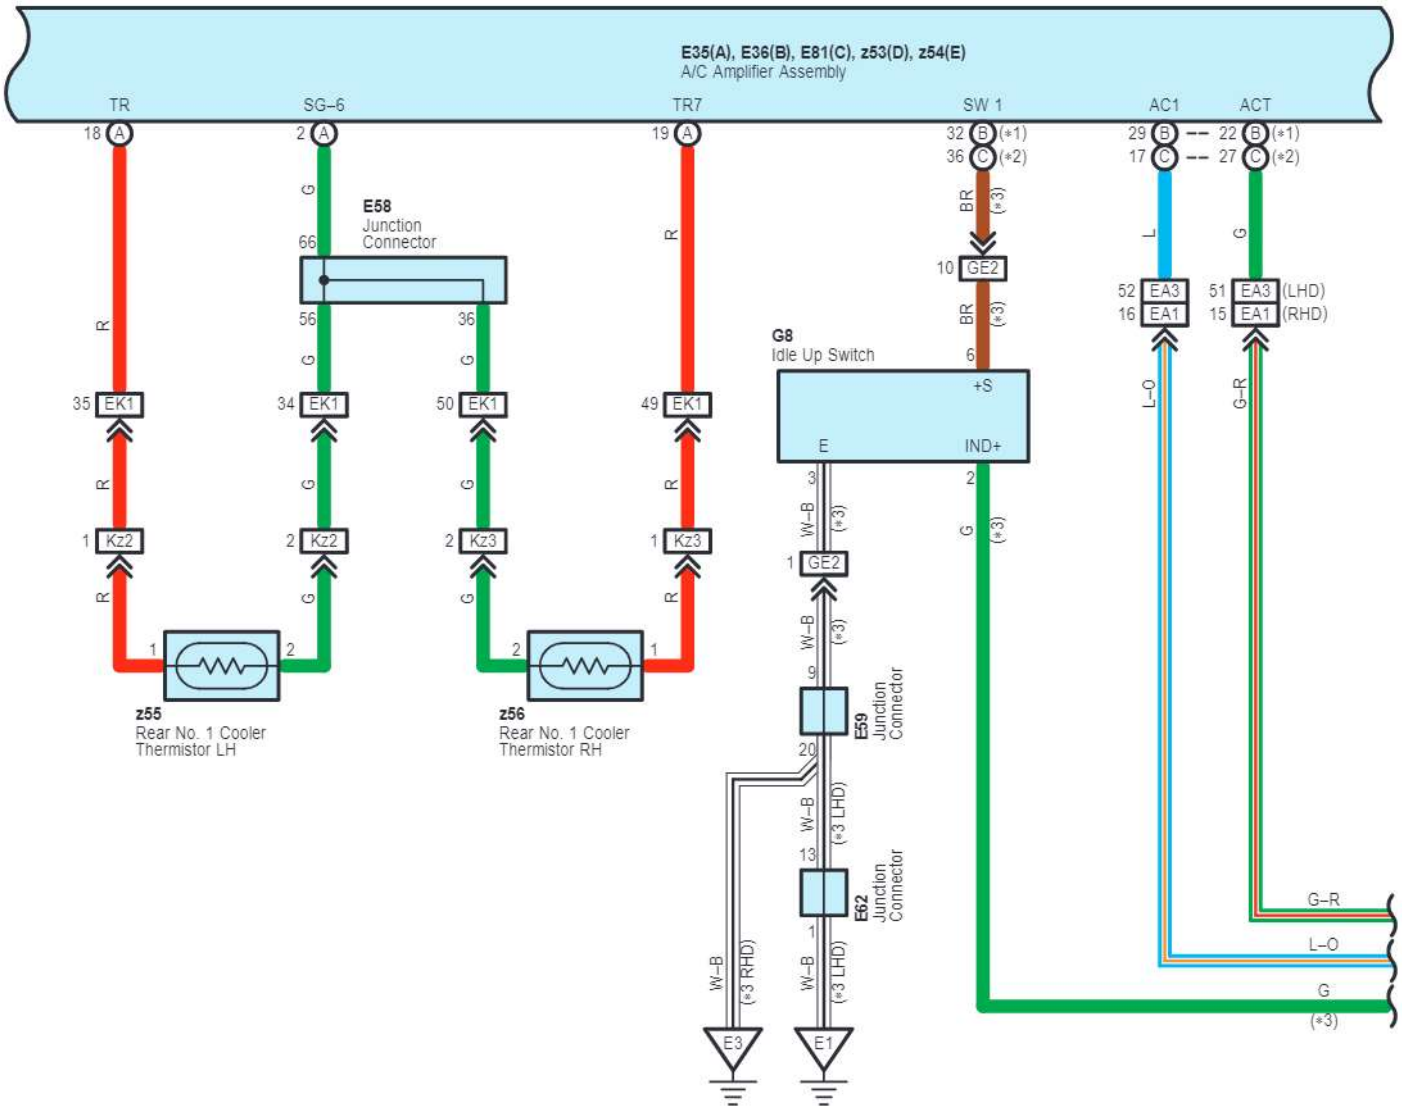 E35(A), E36(B), E81(C), z53(D), z54(E)
A/C Amplifier Assembly
TR SG–6 TR7 SW 1 AC1 ACT
18 A 2 A 19 A 32 B (*1) 29 B 22 B (*1)
36 C (*2) 17 C 27 C (*2)
R G R BR (*3) L G
E58
Junction
Connector
66
10 GE2
52 EA3 51 EA3 (LHD)
16 EA1 15 EA1 (RHD)
56 36
R G G BR (*3)
G8
Idle Up Switch
6
+S
L–O G–R
35 EK1 34 EK1 50 EK1 49 EK1
E IND+
3 2
R G G R W–B (*3) G (*3)
1 Kz2 2 Kz2 2 Kz3 1 Kz3 1 GE2
R G G R W–B (*3)
1 2 2 1
9
z55
Rear No. 1 Cooler
Thermistor LH
z56
Rear No. 1 Cooler
Thermistor RH
E59
Junction
Connector
20
W–B (*3 LHD)
13
E62
Junction
Connector
1
G–R
L–O
G
(*3)
W–B (*3 RHD) W–B (*3 LHD)
E3 E1